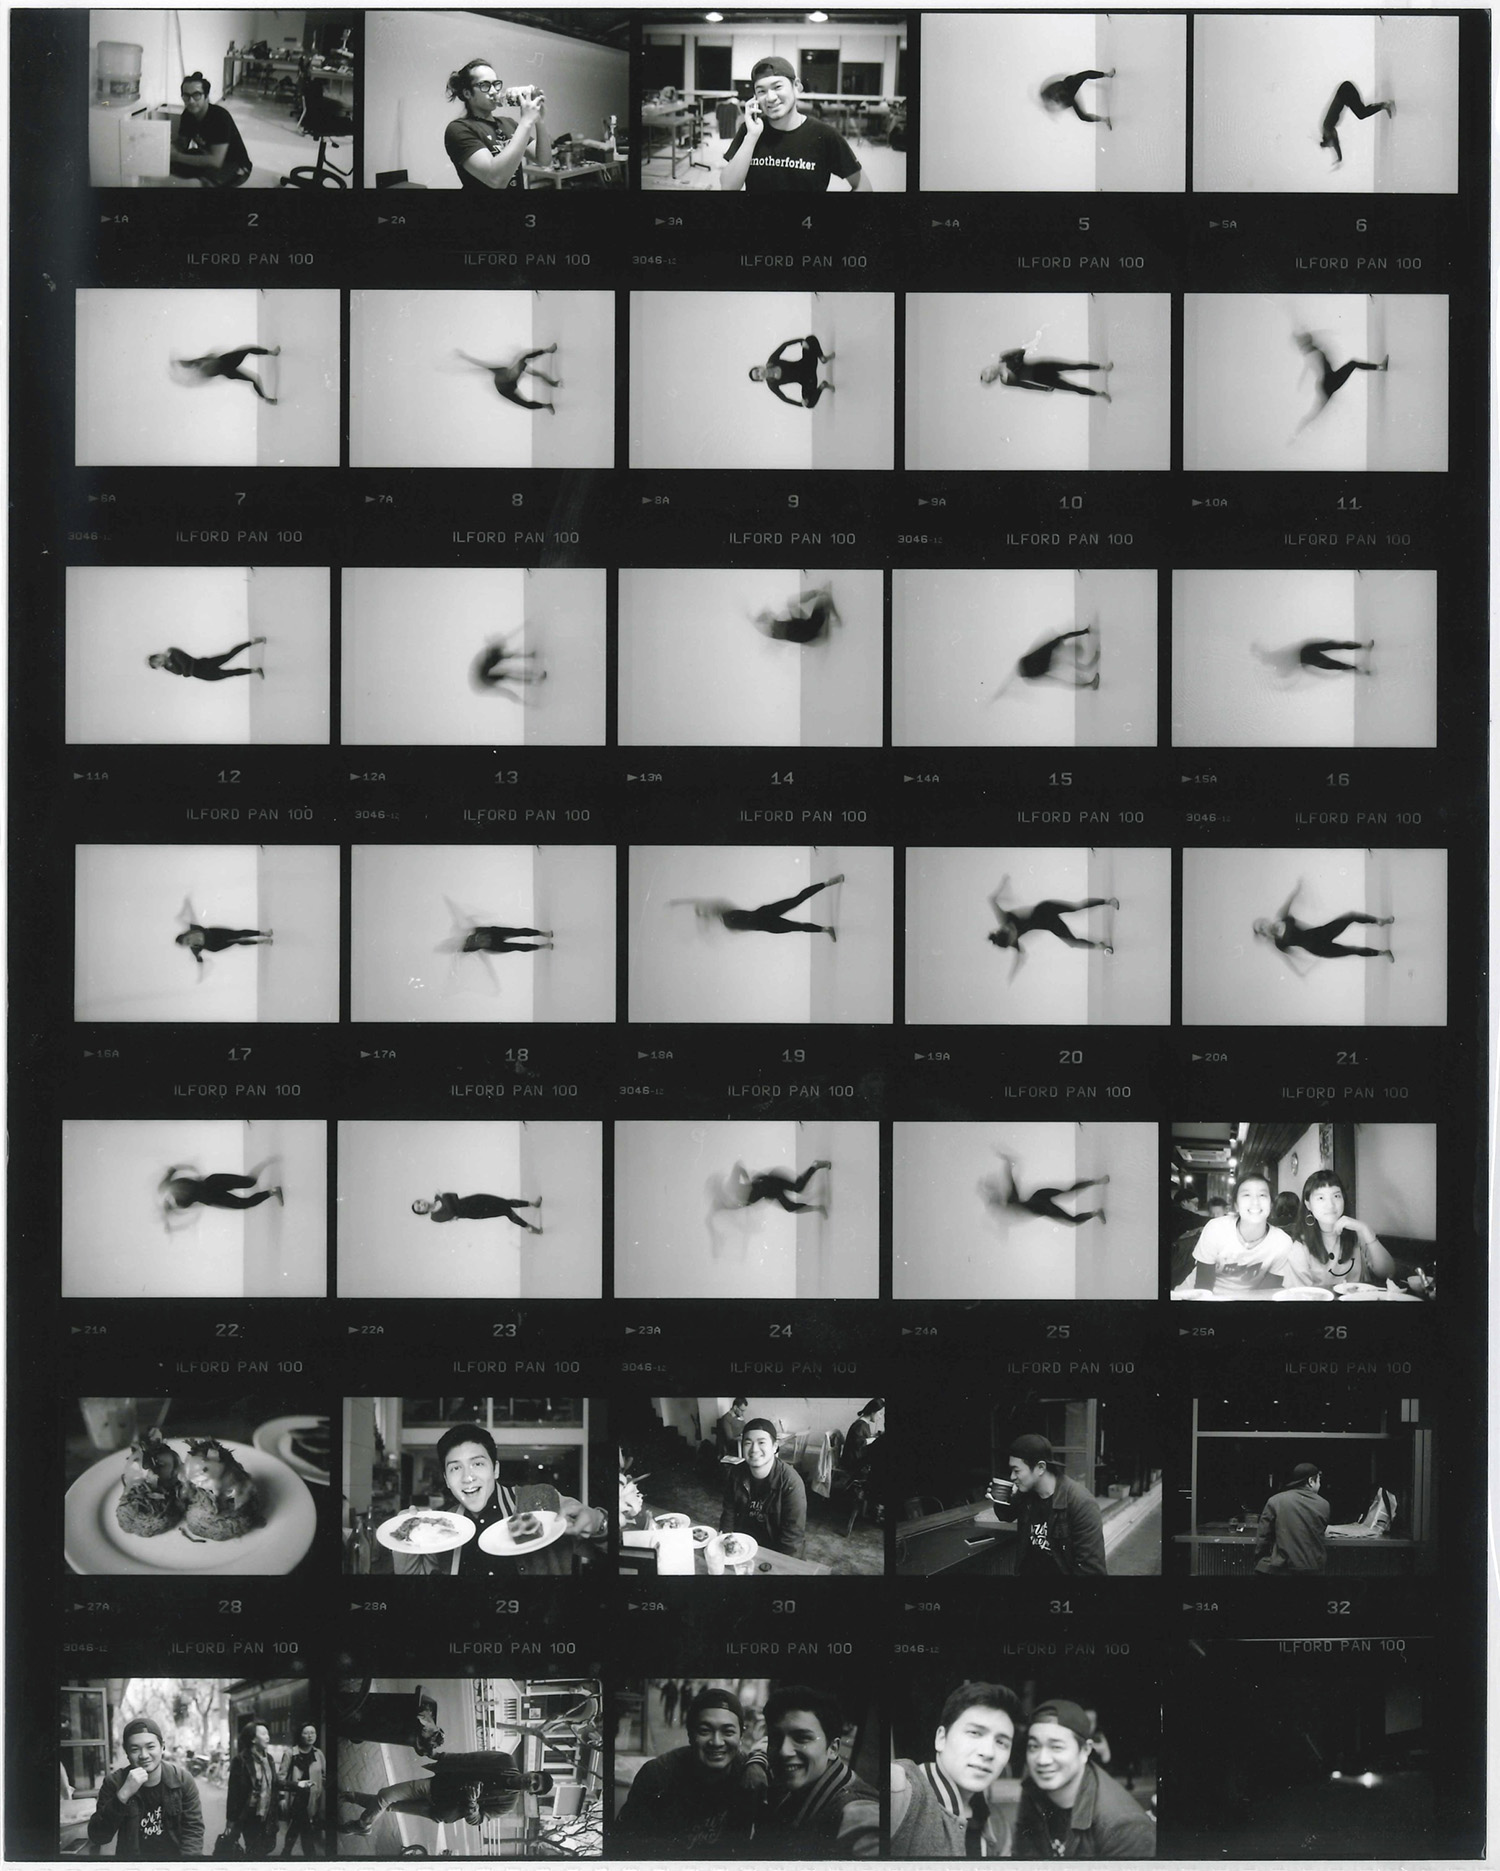 motherforker
▶1A 2 ▶2A 3 ▶3A 4 ▶4A 5 ▶5A 6
ILFORD PAN 100 ILFORD PAN 100 3046-12 ILFORD PAN 100 ILFORD PAN 100 ILFORD PAN 100
▶6A 7 ▶7A 8 ▶8A 9 ▶9A 10 ▶10A 11
3046-12 ILFORD PAN 100 ILFORD PAN 100 ILFORD PAN 100 3046-12 ILFORD PAN 100 ILFORD PAN 100
▶11A 12 ▶12A 13 ▶13A 14 ▶14A 15 ▶15A 16
ILFORD PAN 100 3046-12 ILFORD PAN 100 ILFORD PAN 100 ILFORD PAN 100 3046-12 ILFORD PAN 100
▶16A 17 ▶17A 18 ▶18A 19 ▶19A 20 ▶20A 21
ILFORD PAN 100 ILFORD PAN 100 3046-12 ILFORD PAN 100 ILFORD PAN 100 ILFORD PAN 100
▶21A 22 ▶22A 23 ▶23A 24 ▶24A 25 ▶25A 26
ILFORD PAN 100 ILFORD PAN 100 3046-12 ILFORD PAN 100 ILFORD PAN 100 ILFORD PAN 100
▶27A 28 ▶28A 29 ▶29A 30 ▶30A 31 ▶31A 32
3046-12 ILFORD PAN 100 ILFORD PAN 100 ILFORD PAN 100 3046-12 ILFORD PAN 100 ILFORD PAN 100